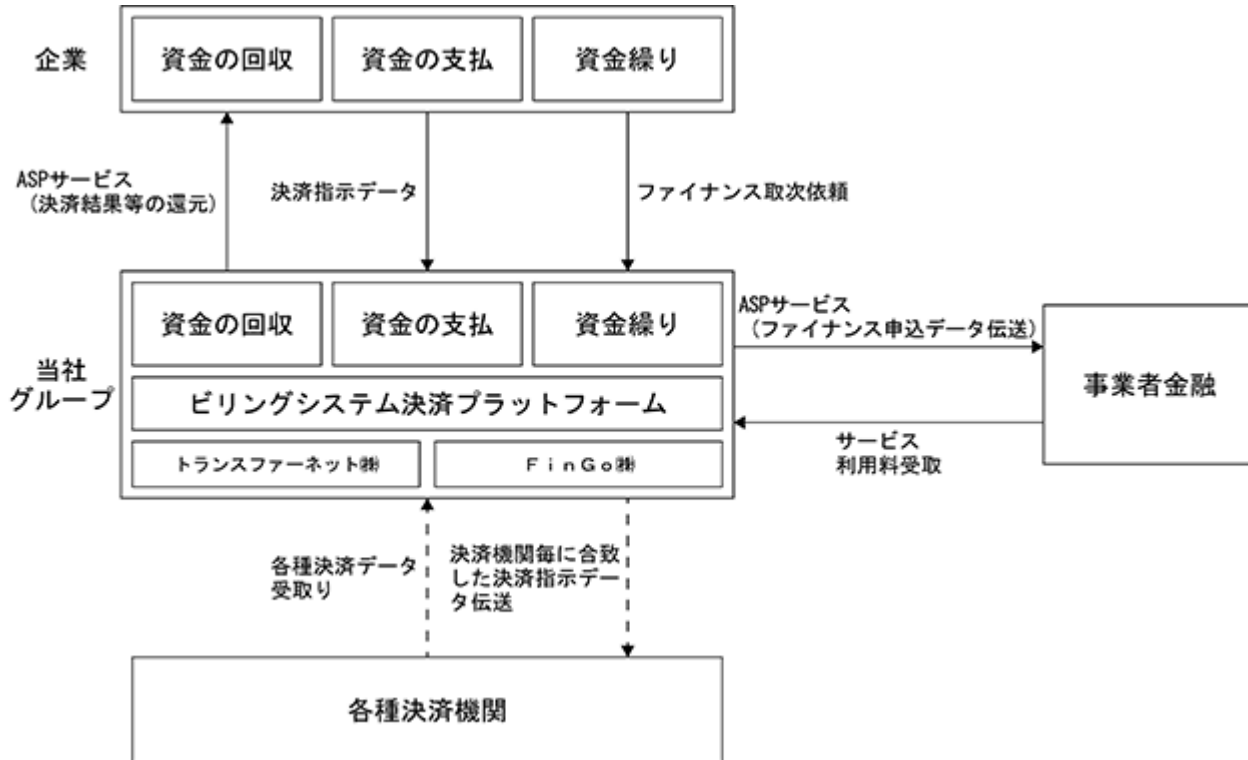 企業
資金の回収
資金の支払
資金繰り
ASPサービス
(決済結果等の還元)
決済指示データ
ファイナンス取次依頼
当社
グループ
資金の回収
資金の支払
資金繰り
ビリングシステム決済プラットフォーム
トランスファーネット㈱
ＦｉｎＧｏ㈱
ASPサービス
(ファイナンス申込データ伝送)
事業者金融
サービス
利用料受取
各種決済データ
受取り
決済機関毎に合致
した決済指示デー
タ伝送
各種決済機関